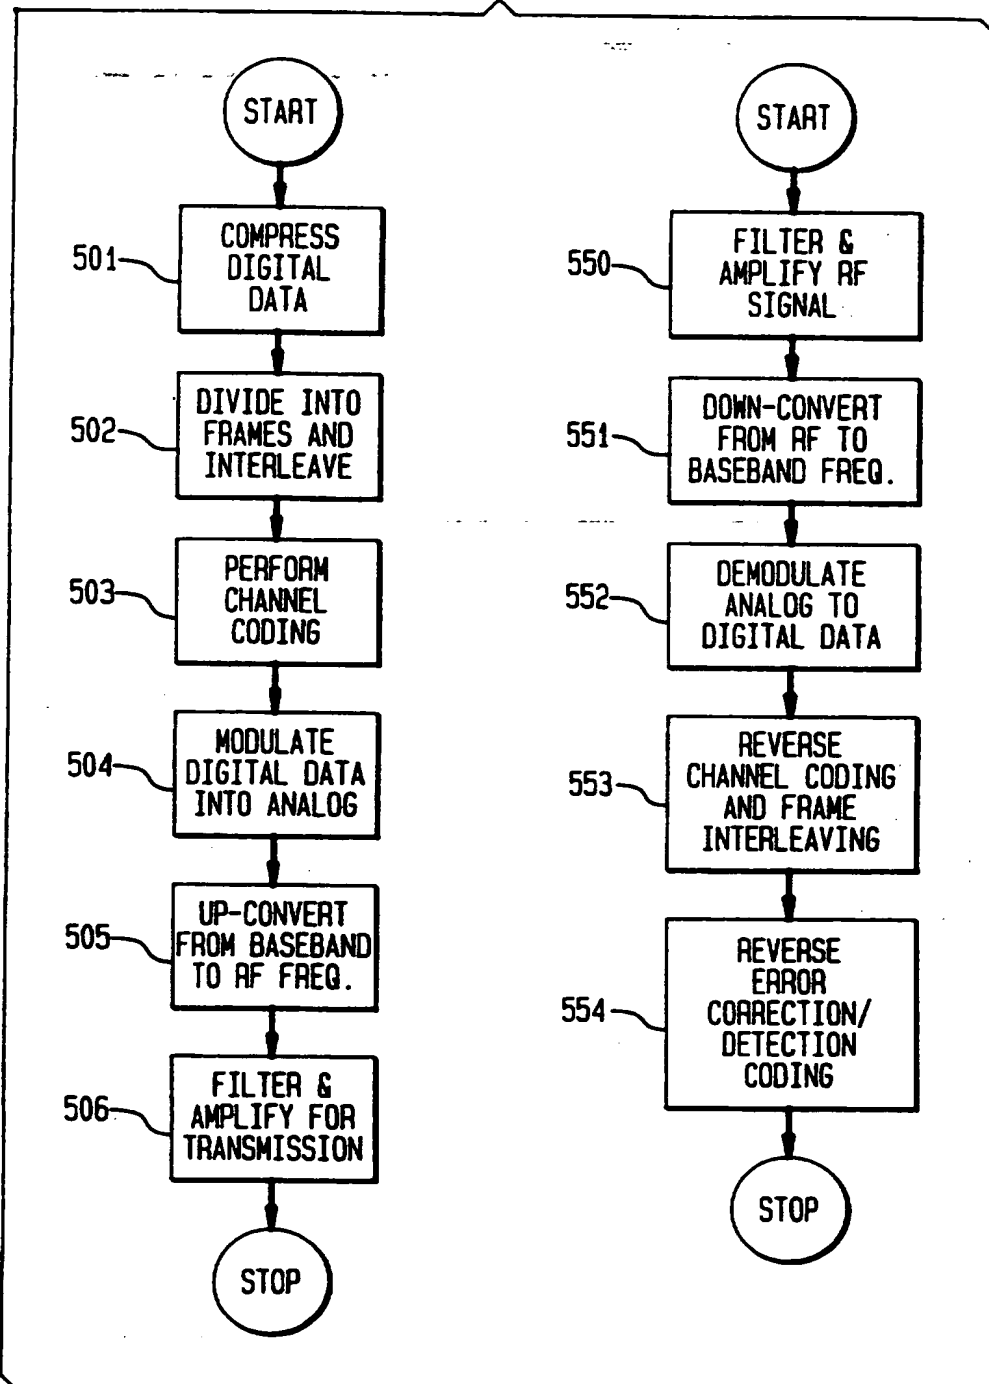 START
501
COMPRESS
DIGITAL
DATA
502
DIVIDE INTO
FRAMES AND
INTERLEAVE
503
PERFORM
CHANNEL
CODING
504
MODULATE
DIGITAL DATA
INTO ANALOG
505
UP-CONVERT
FROM BASEBAND
TO RF FREQ.
506
FILTER &
AMPLIFY FOR
TRANSMISSION
STOP
START
550
FILTER &
AMPLIFY RF
SIGNAL
551
DOWN-CONVERT
FROM RF TO
BASEBAND FREQ.
552
DEMODULATE
ANALOG TO
DIGITAL DATA
553
REVERSE
CHANNEL CODING
AND FRAME
INTERLEAVING
554
REVERSE
ERROR
CORRECTION/
DETECTION
CODING
STOP